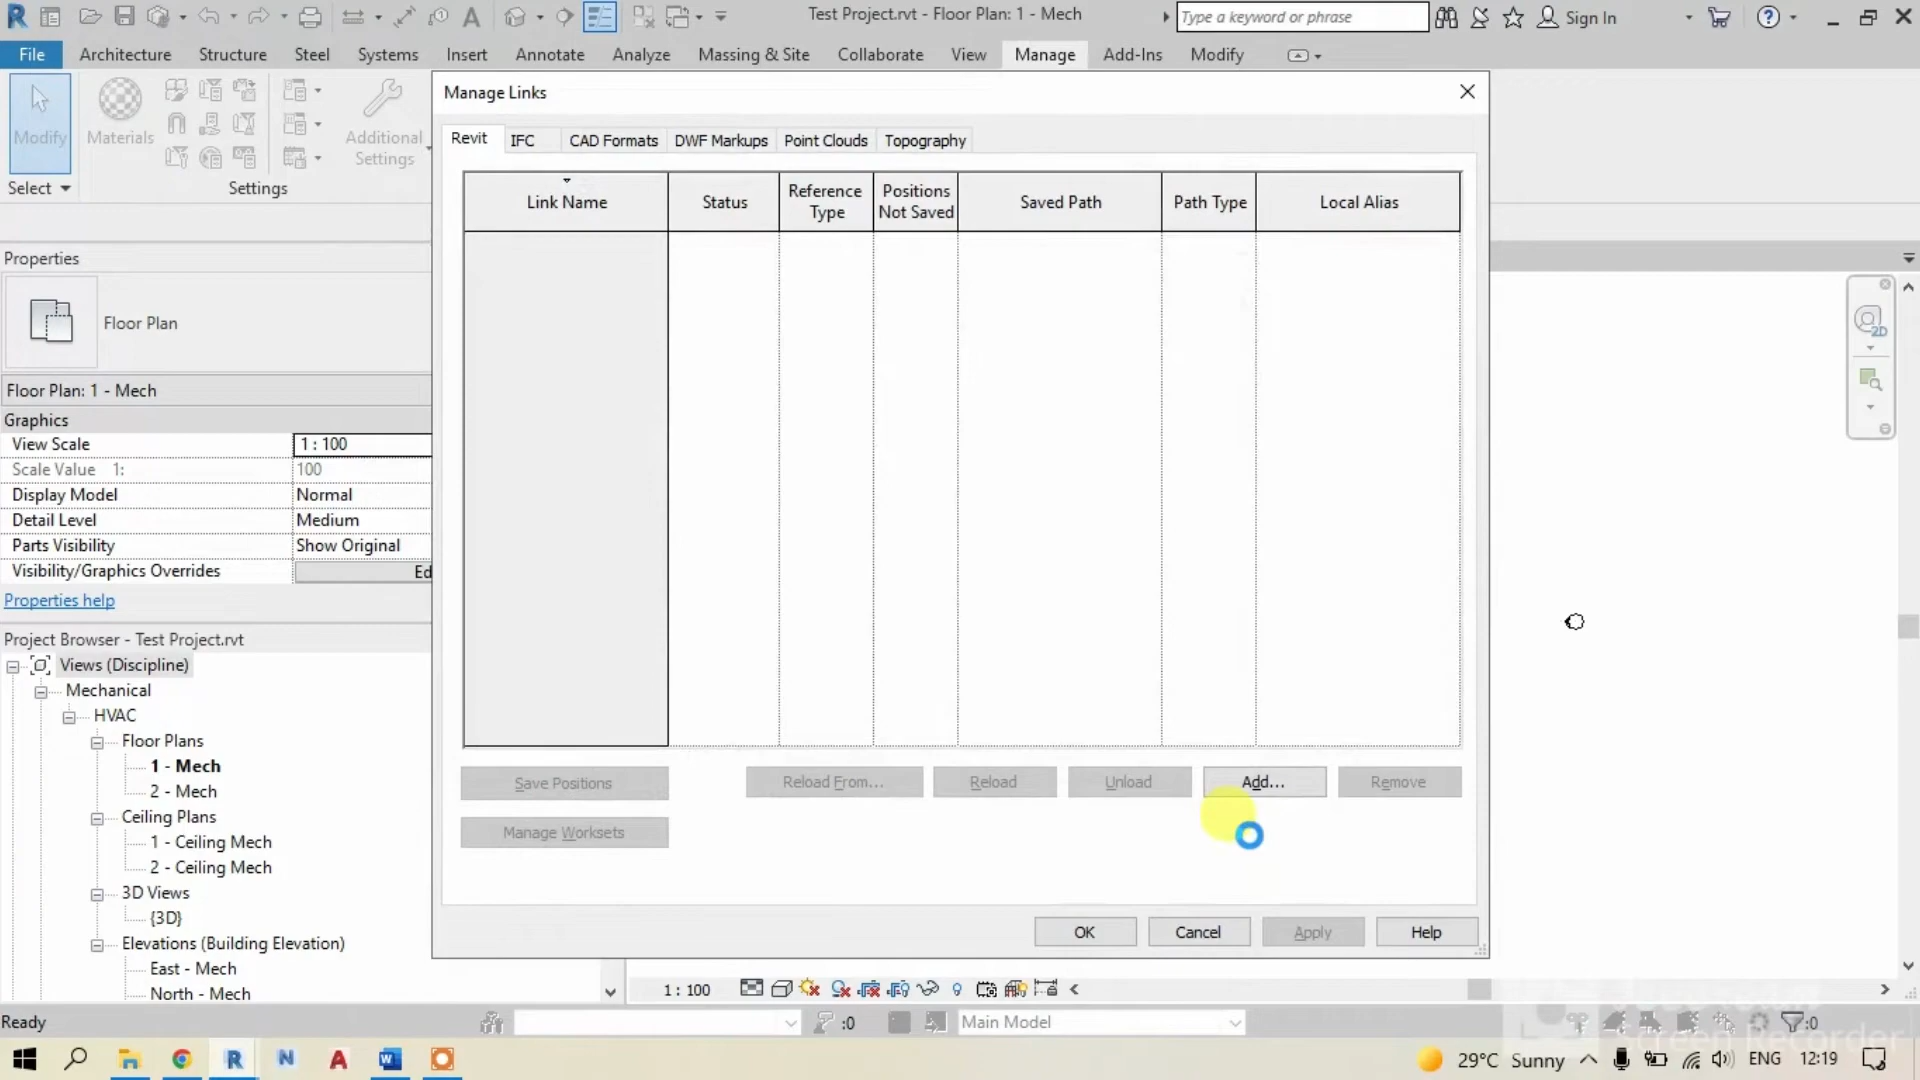 Test Project.rvt - Floor Plan: 1 - Mech
Type a keyword or phrase
Sign In
File Architecture Structure Steel Systems Insert Annotate Analyze Massing & Site Collaborate View Manage Add-Ins Modify
Modify
Materials
Additional
Settings
Select
Settings
Manage Links
Revit IFC CAD Formats DWF Markups Point Clouds Topography
Link Name
Status
Reference
Type
Positions
Not Saved
Saved Path
Path Type
Local Alias
Save Positions
Reload From...
Reload
Unload
Add...
Remove
Manage Worksets
OK
Cancel
Apply
Help
Properties
Floor Plan
Floor Plan: 1 - Mech
Graphics
View Scale 1 : 100
Scale Value 1: 100
Display Model Normal
Detail Level Medium
Parts Visibility Show Original
Visibility/Graphics Overrides Ed
Properties help
Project Browser - Test Project.rvt
Views (Discipline)
Mechanical
HVAC
Floor Plans
1 - Mech
2 - Mech
Ceiling Plans
1 - Ceiling Mech
2 - Ceiling Mech
3D Views
{3D}
Elevations (Building Elevation)
East - Mech
North - Mech
2D
1 : 100
Ready
:0
Main Model
:0
Screen Recorder
29°C Sunny
ENG
12:19